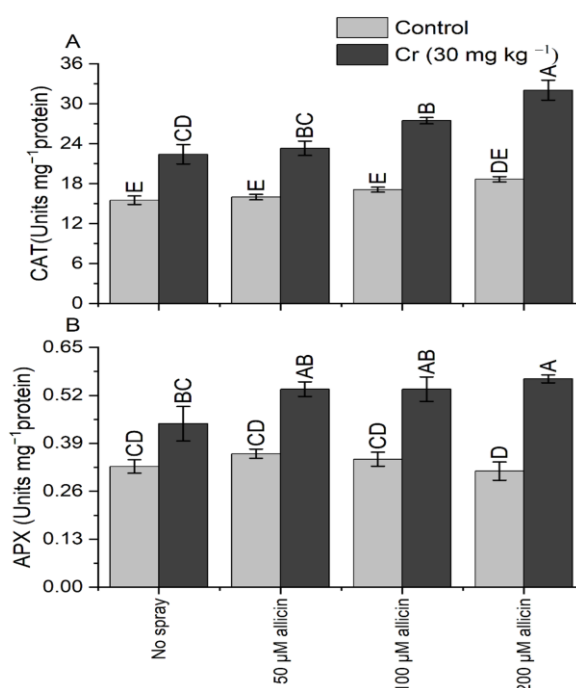 Control
Cr (30 mg kg ⁻¹)
A
CAT(Units mg⁻¹protein)
36
30
24
18
12
6
0
E
CD
E
BC
E
B
DE
A
B
APX (Units mg⁻¹protein)
0.65
0.52
0.39
0.26
0.13
0.00
CD
BC
CD
AB
CD
AB
D
A
No spray
50 µM allicin
100 µM allicin
200 µM allicin